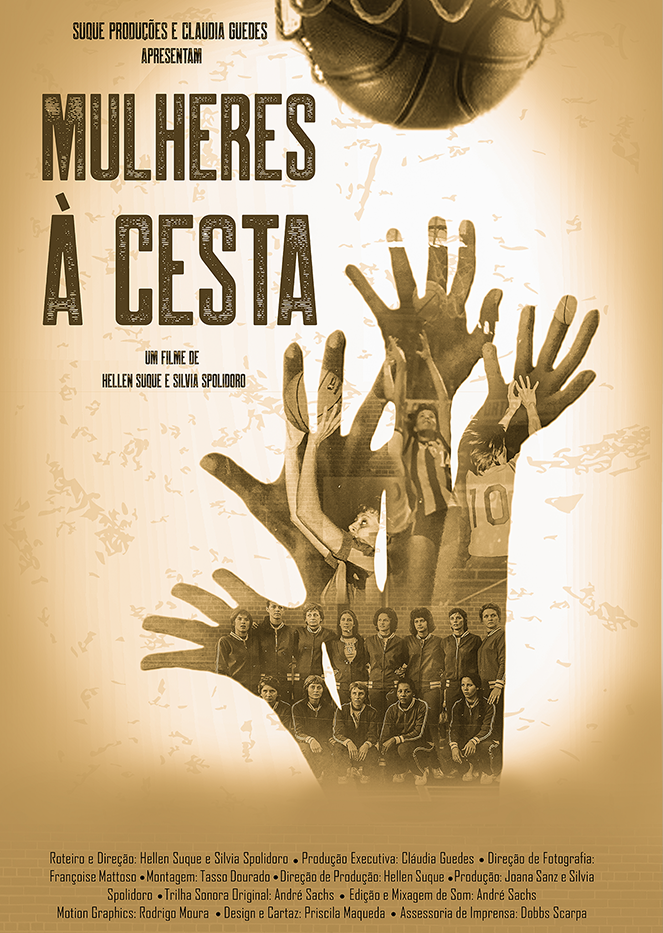 SUQUE PRODUÇÕES E CLAUDIA GUEDES
APRESENTAM
MULHERES
À CESTA
UM FILME DE
HELLEN SUQUE E SILVIA SPOLIDORO
10
Roteiro e Direção: Hellen Suque e Silvia Spolidoro • Produção Executiva: Cláudia Guedes • Direção de Fotografia:
Françoise Mattoso • Montagem: Tasso Dourado • Direção de Produção: Hellen Suque • Produção: Joana Sanz e Silvia
Spolidoro • Trilha Sonora Original: André Sachs • Edição e Mixagem de Som: André Sachs
Motion Graphics: Rodrigo Moura • Design e Cartaz: Priscila Maqueda • Assessoria de Imprensa: Dobbs Scarpa